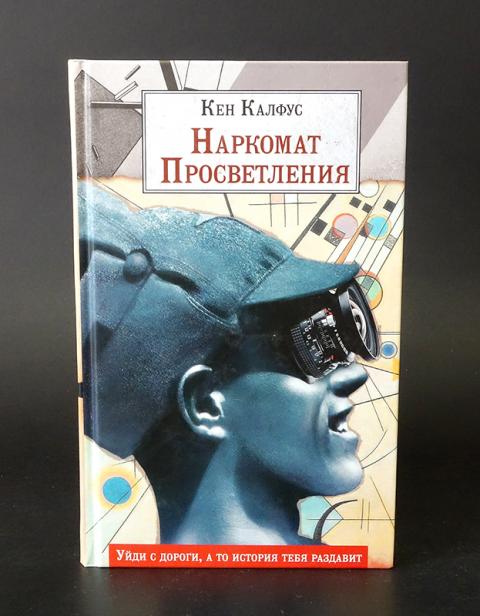 Кен Калфус
Наркомат
Просветления
Уйди с дороги, а то история тебя раздавит